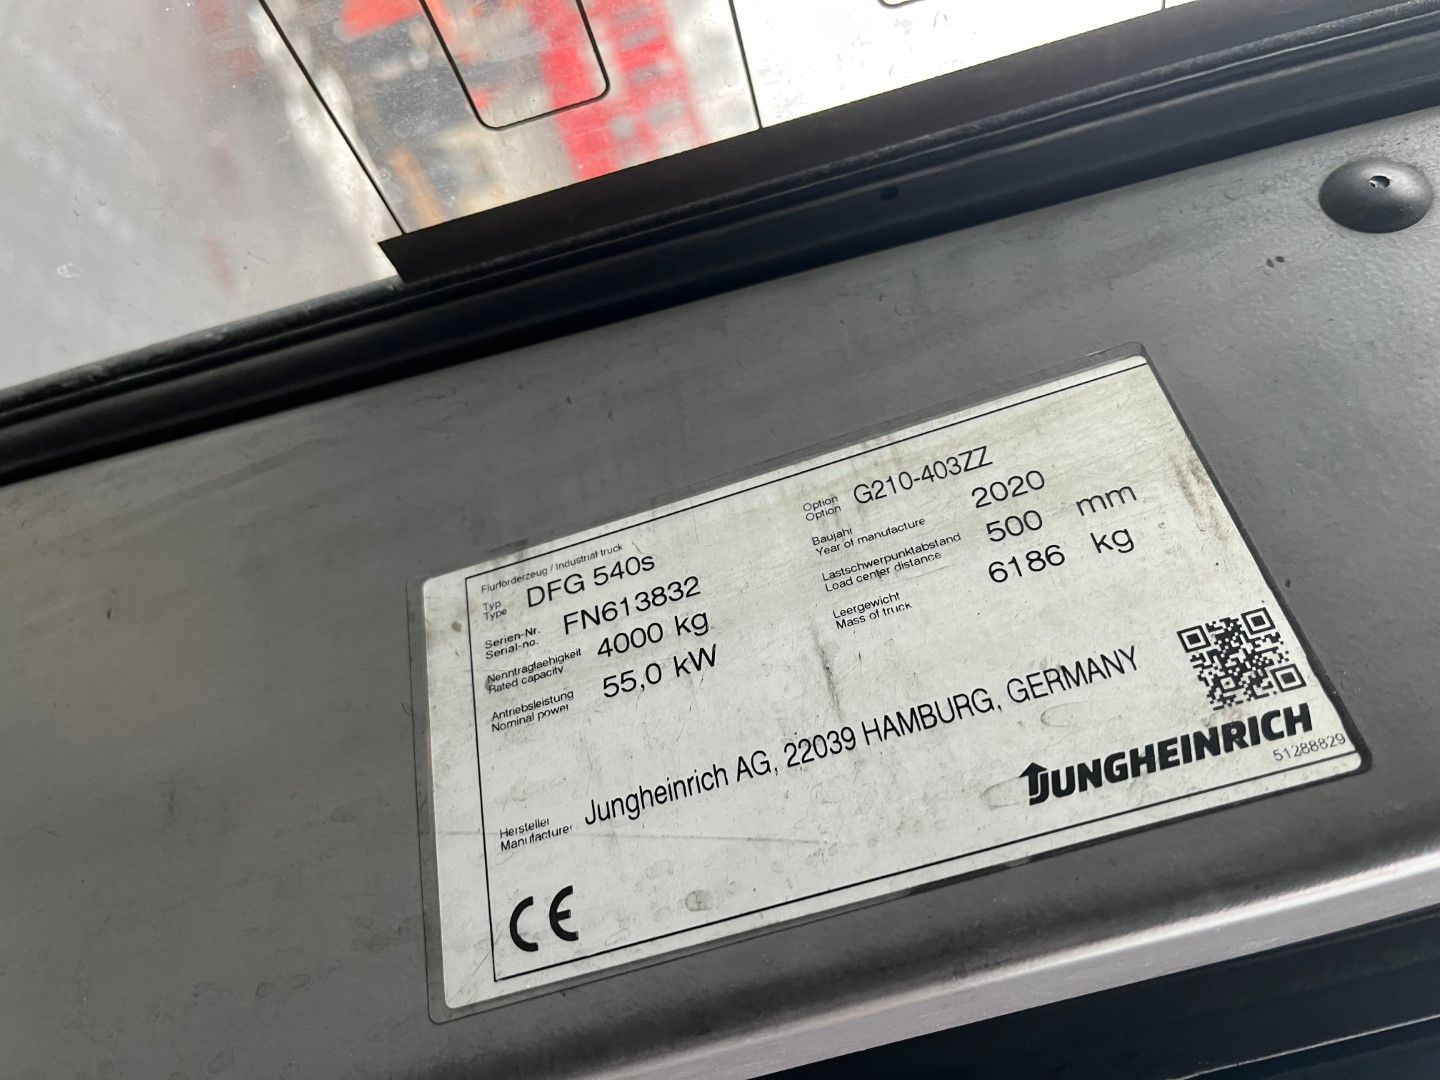 Flurförderzeug / Industrial truck
Typ
Type
DFG 540s
Option
Option
G210-403ZZ
Serien-Nr.
Serial-no.
FN613832
Baujahr
Year of manufacture
2020
Nenntragfaehigkeit
Rated capacity
4000 kg
Lastschwerpunktabstand
Load center distance
500 mm
Antriebsleistung
Nominal power
55,0 kW
Leergewicht
Mass of truck
6186 kg
Hersteller
Manufacturer
Jungheinrich AG, 22039 HAMBURG, GERMANY
JUNGHEINRICH
51288829
CE